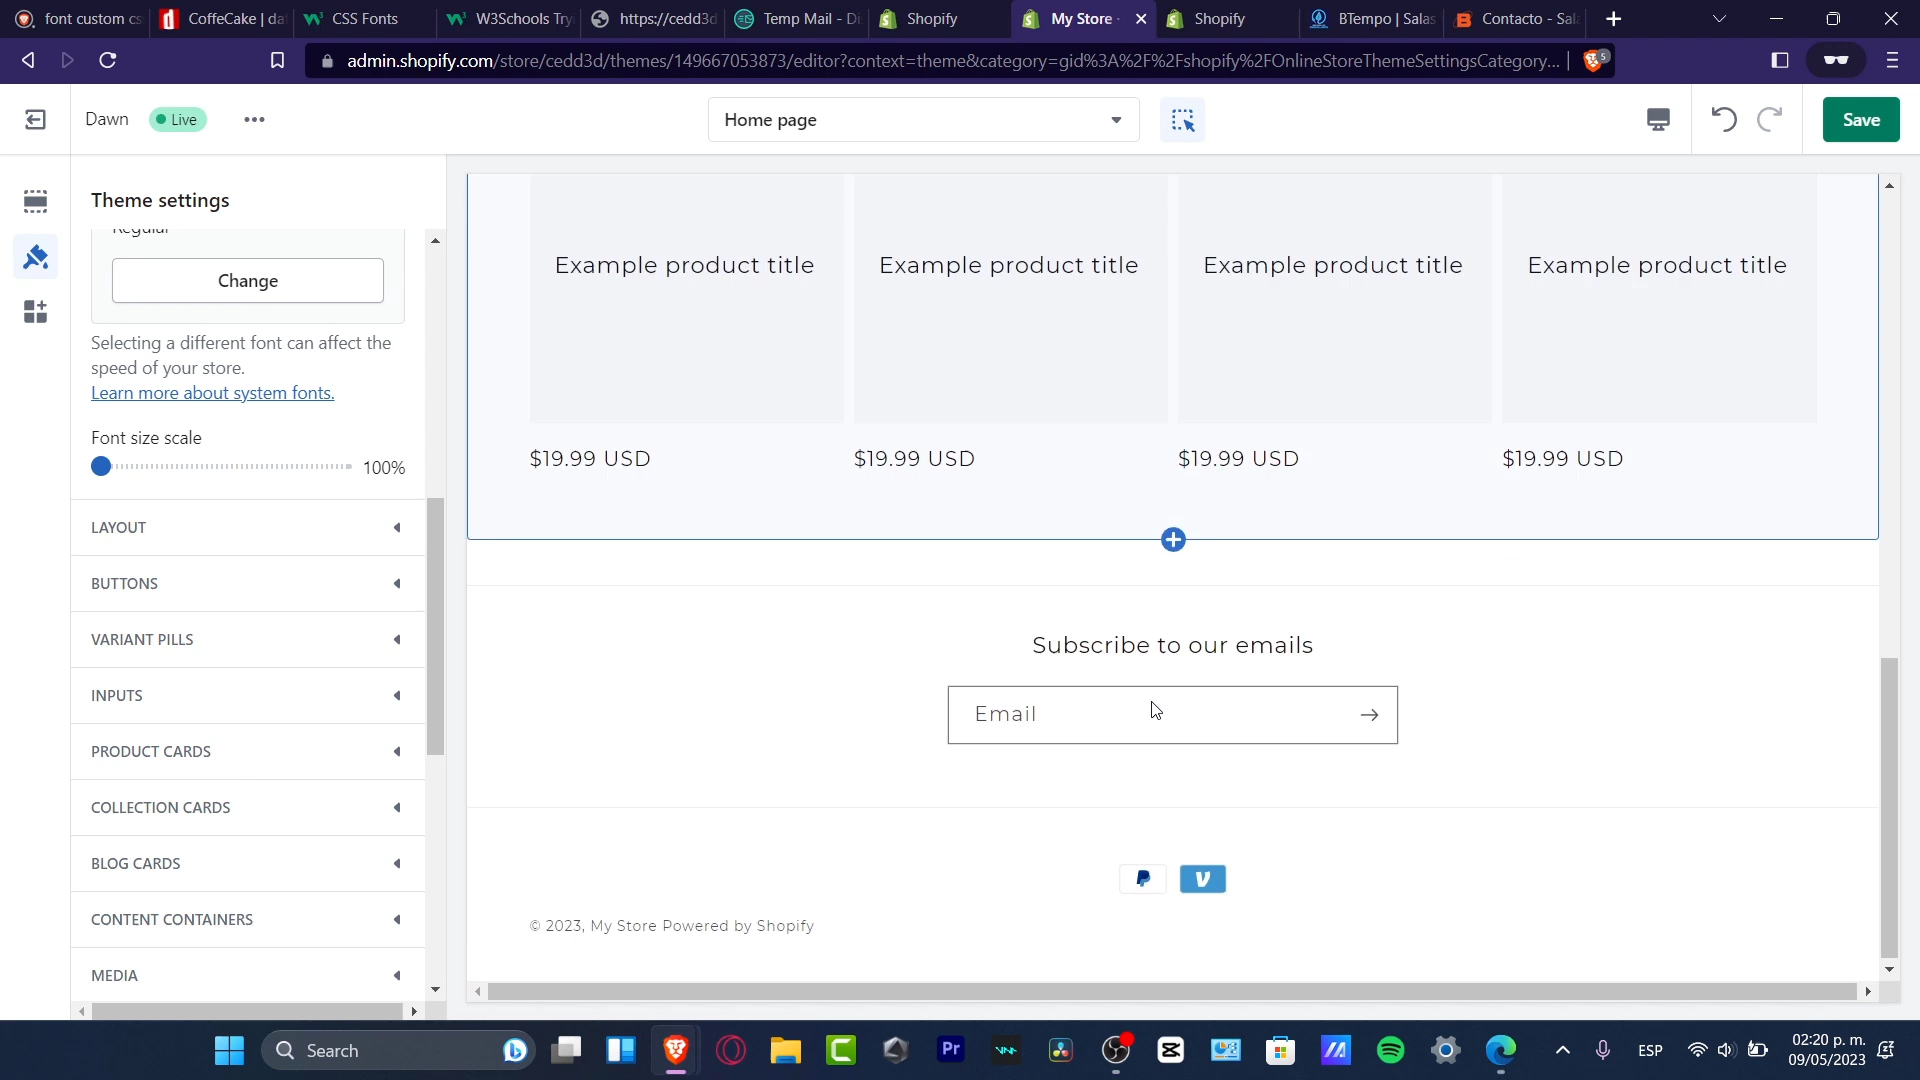 font custom cs
CoffeCake | da
CSS Fonts
W3Schools Try
https://cedd3d
Temp Mail - Di
Shopify
My Store ·
Shopify
BTempo | Salas
Contacto - Sal
admin.shopify.com/store/cedd3d/themes/149667053873/editor?context=theme&category=gid%3A%2F%2Fshopify%2FOnlineStoreThemeSettingsCategory...
5
Dawn
Live
Home page
Save
Theme settings
Regular
Change
Selecting a different font can affect the
speed of your store.
Learn more about system fonts.
Font size scale
100%
LAYOUT
BUTTONS
VARIANT PILLS
INPUTS
PRODUCT CARDS
COLLECTION CARDS
BLOG CARDS
CONTENT CONTAINERS
MEDIA
Example product title
Example product title
Example product title
Example product title
$19.99 USD
$19.99 USD
$19.99 USD
$19.99 USD
Subscribe to our emails
Email
© 2023, My Store Powered by Shopify
Search
Pr
ESP
02:20 p. m.
09/05/2023